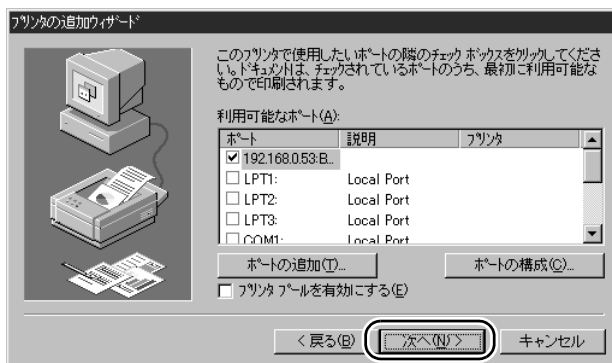 プリンタの追加ウィザード
このプリンタで使用したいポートの隣のチェック ボックスをクリックしてくださ
い。ドキュメントは、チェックされているポートのうち、最初に利用可能な
もので印刷されます。
利用可能なポート(A):
ポート 説明 プリンタ
192.168.0.53:B...
LPT1: Local Port
LPT2: Local Port
LPT3: Local Port
COM1: Local Port
ポートの追加(T)... ポートの構成(C)...
プリンタ プールを有効にする(E)
< 戻る(B) 次へ(N) > キャンセル